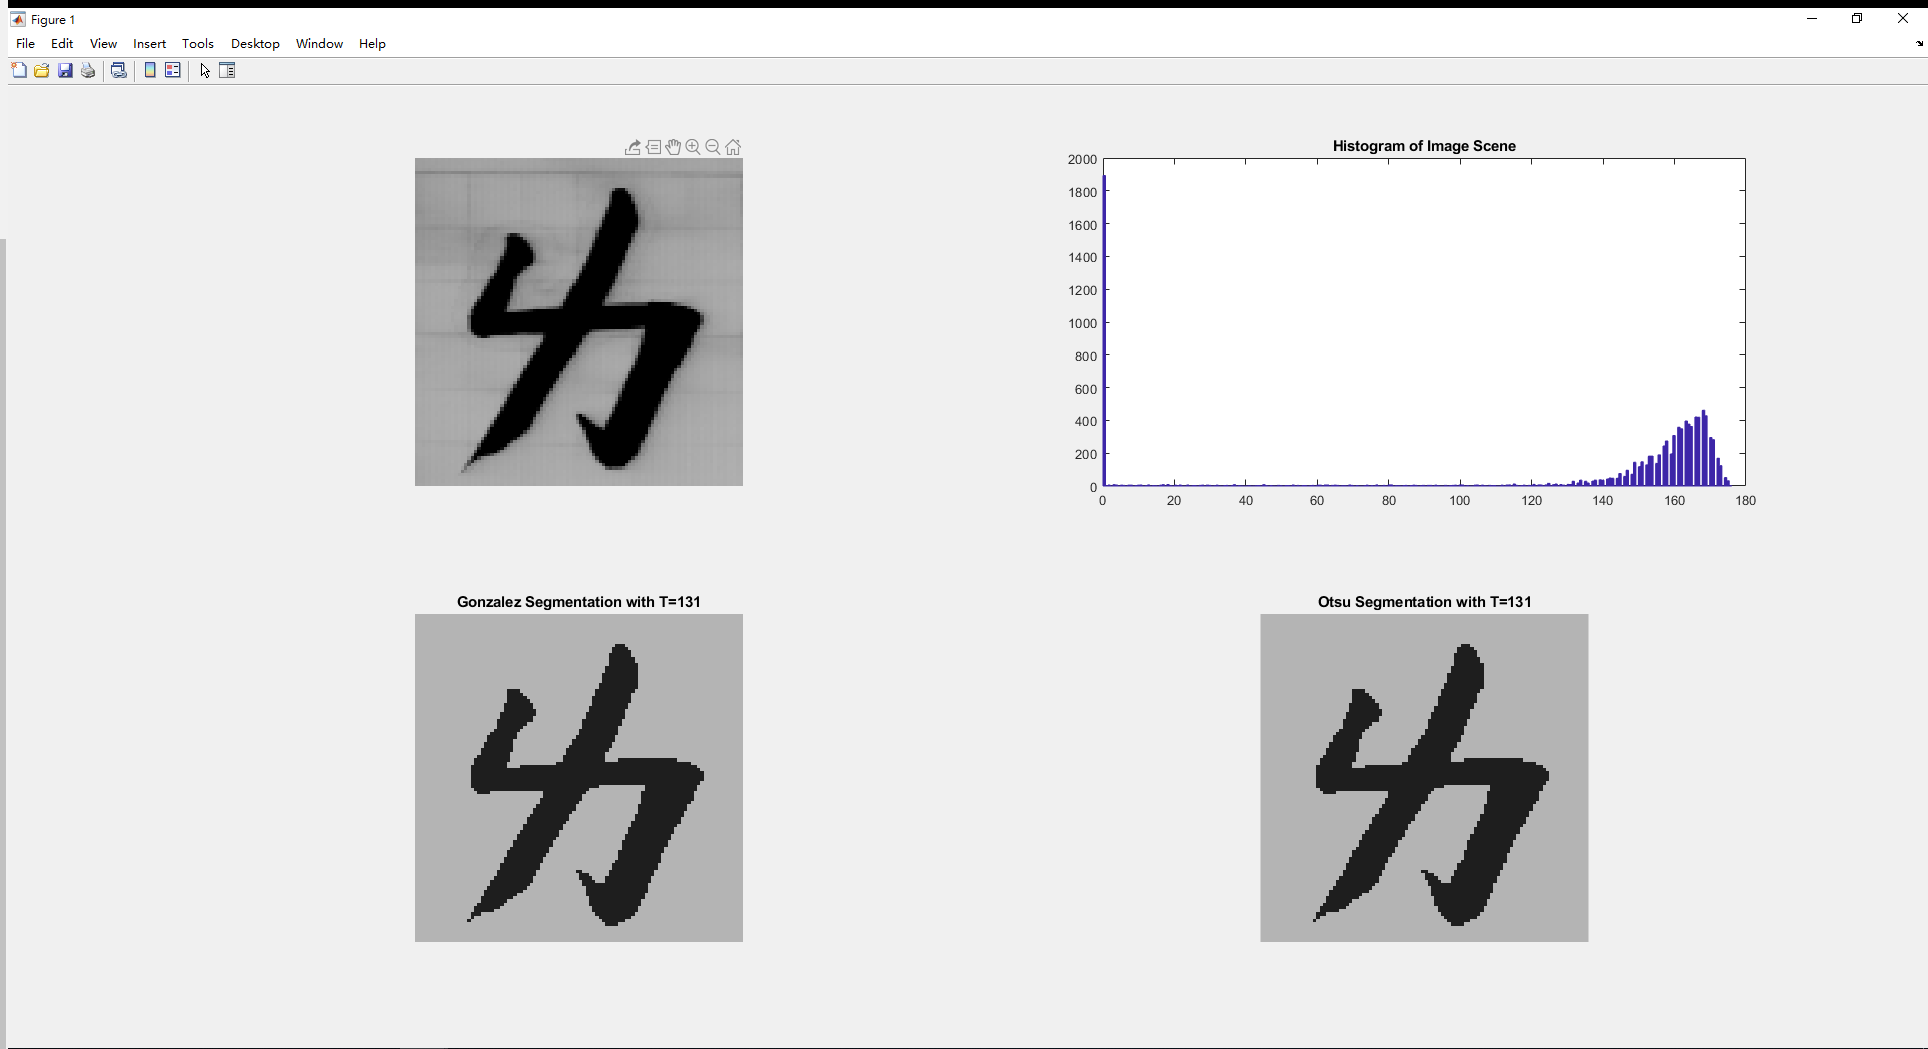 Figure 1
File Edit View Insert Tools Desktop Window Help
Histogram of Image Scene
2000
1800
1600
1400
1200
1000
800
600
400
200
0
0 20 40 60 80 100 120 140 160 180
Gonzalez Segmentation with T=131
Otsu Segmentation with T=131